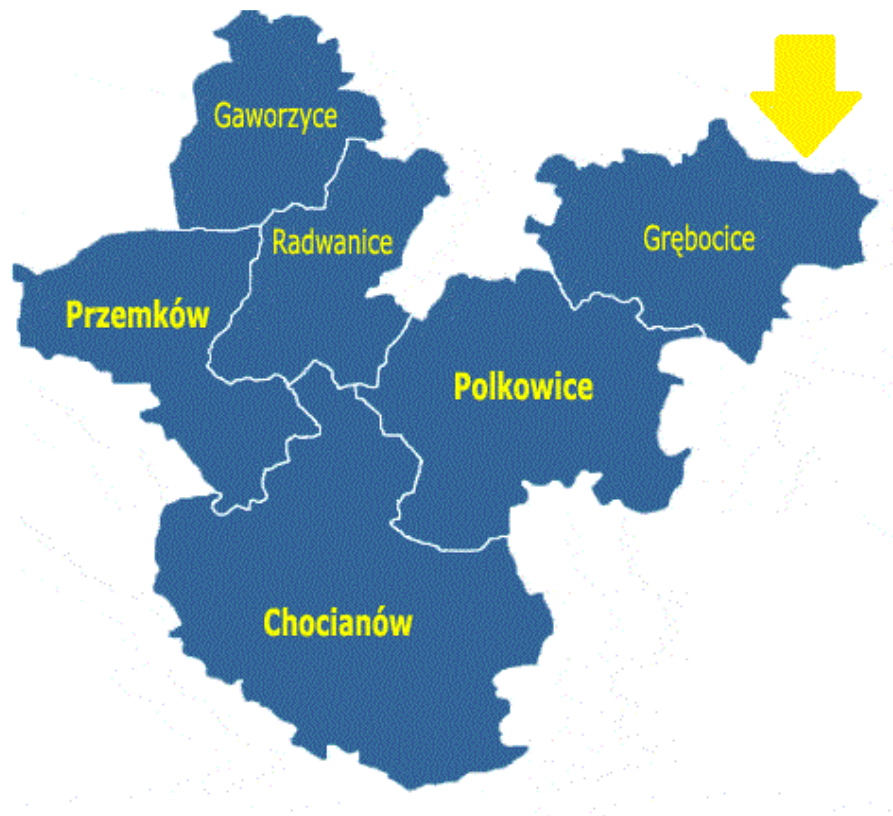 Gaworzyce
Grębocice
Radwanice
Przemków
Polkowice
Chocianów